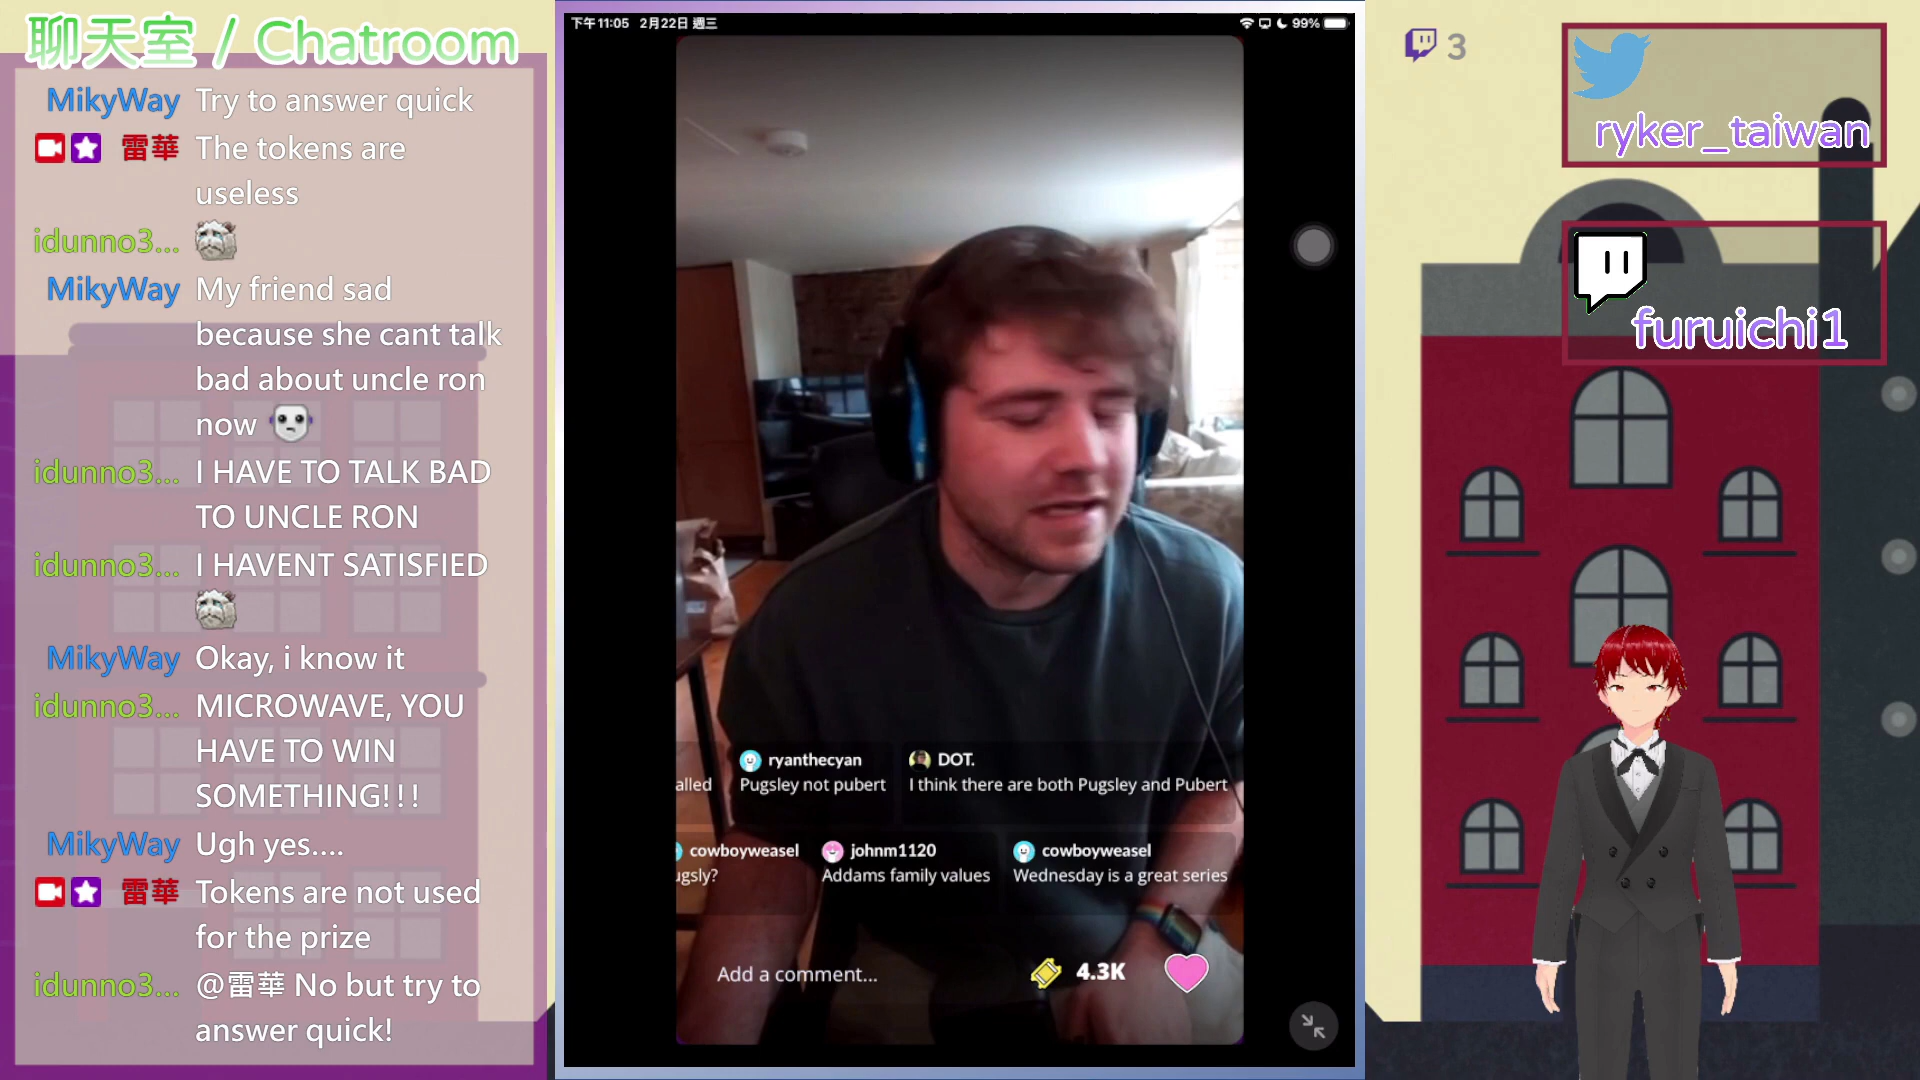 聊天室 / Chatroom
MikyWay Try to answer quick
雷華 The tokens are
useless
idunno3...
MikyWay My friend sad
because she cant talk
bad about uncle ron
now
idunno3... I HAVE TO TALK BAD
TO UNCLE RON
idunno3... I HAVENT SATISFIED
MikyWay Okay, i know it
idunno3... MICROWAVE, YOU
HAVE TO WIN
SOMETHING!!!
MikyWay Ugh yes....
雷華 Tokens are not used
for the prize
idunno3... @雷華 No but try to
answer quick!
下午11:05 2月22日 週三
99%
alled
ryanthecyan
Pugsley not pubert
DOT.
I think there are both Pugsley and Pubert
cowboyweasel
ugsly?
johnm1120
Addams family values
cowboyweasel
Wednesday is a great series
Add a comment...
4.3K
3
ryker_taiwan
furuichi1